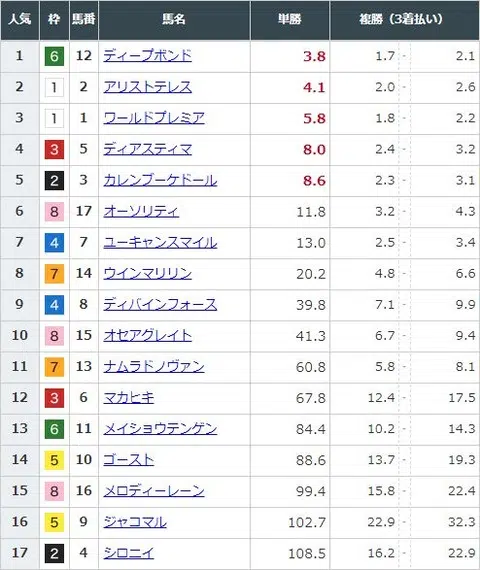 人気 枠 馬番 馬名 単勝 複勝（3着払い）
1 6 12 ディープボンド 3.8 1.7 - 2.1
2 1 2 アリストテレス 4.1 2.0 - 2.6
3 1 1 ワールドプレミア 5.8 1.8 - 2.2
4 3 5 ディアスティマ 8.0 2.4 - 3.2
5 2 3 カレンブーケドール 8.6 2.3 - 3.1
6 8 17 オーソリティ 11.8 3.2 - 4.3
7 4 7 ユーキャンスマイル 13.0 2.5 - 3.4
8 7 14 ウインマリリン 20.2 4.8 - 6.6
9 4 8 ディバインフォース 39.8 7.1 - 9.9
10 8 15 オセアグレイト 41.3 6.7 - 9.4
11 7 13 ナムラドノヴァン 60.8 5.8 - 8.1
12 3 6 マカヒキ 67.8 12.4 - 17.5
13 6 11 メイショウテンゲン 84.4 10.2 - 14.3
14 5 10 ゴースト 88.6 13.7 - 19.3
15 8 16 メロディーレーン 99.4 15.8 - 22.4
16 5 9 ジャコマル 102.7 22.9 - 32.3
17 2 4 シロニイ 108.5 16.2 - 22.9